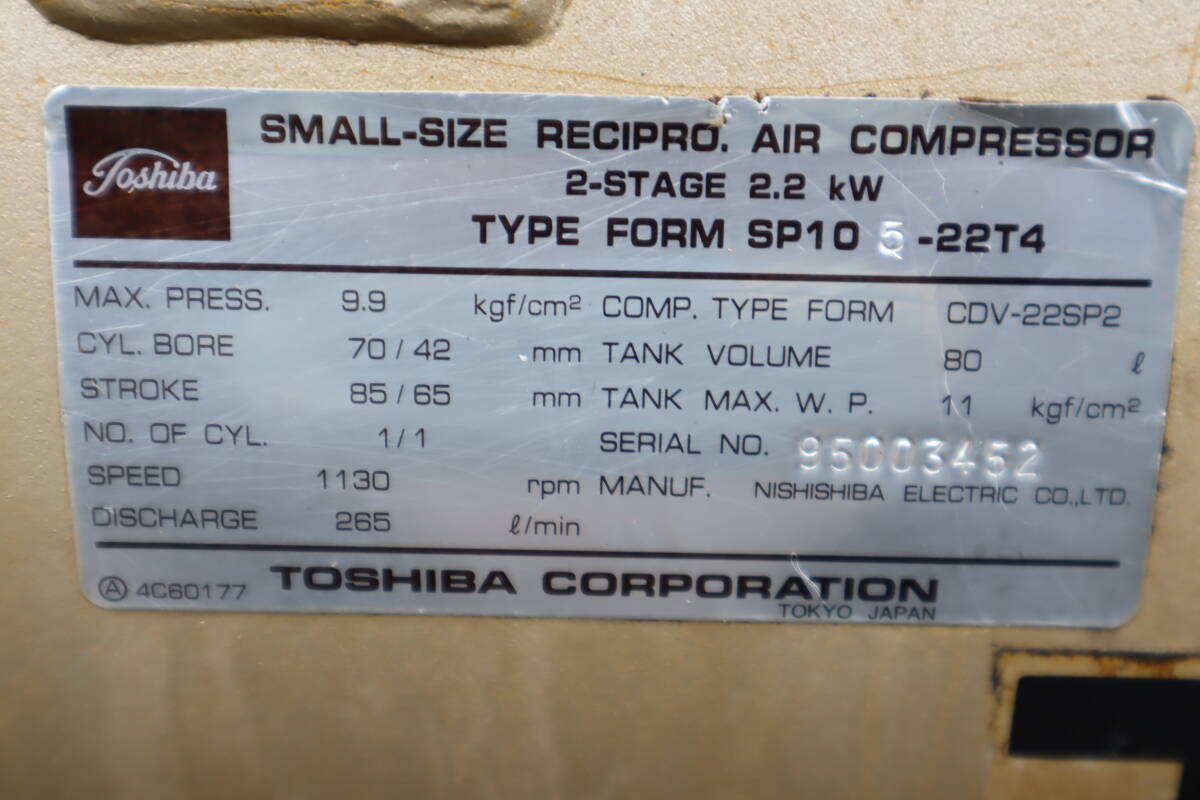 Toshiba
SMALL-SIZE RECIPRO. AIR COMPRESSOR
2-STAGE 2.2 kW
TYPE FORM SP10 5 -22T4
MAX. PRESS. 9.9 kgf/cm² COMP. TYPE FORM CDV-22SP2
CYL. BORE 70 / 42 mm TANK VOLUME 80 ℓ
STROKE 85 / 65 mm TANK MAX. W. P. 11 kgf/cm²
NO. OF CYL. 1 / 1 SERIAL NO. 95003452
SPEED 1130 rpm MANUF. NISHISHIBA ELECTRIC CO.,LTD.
DISCHARGE 265 ℓ/min
Ⓐ 4C60177 TOSHIBA CORPORATION
TOKYO JAPAN